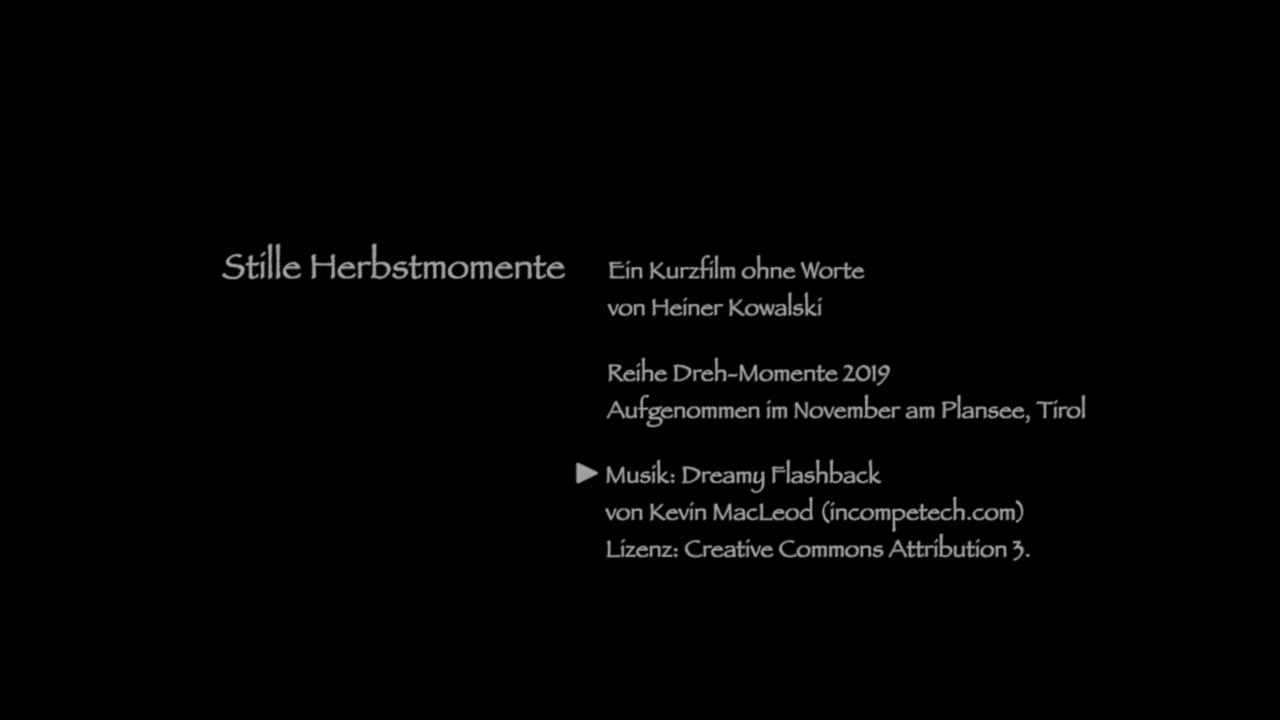 Stille Herbstmomente
Ein Kurzfilm ohne Worte
von Heiner Kowalski
Reihe Dreh-Momente 2019
Aufgenommen im November am Plansee, Tirol
Musik: Dreamy Flashback
von Kevin MacLeod (incompetech.com)
Lizenz: Creative Commons Attribution 3.